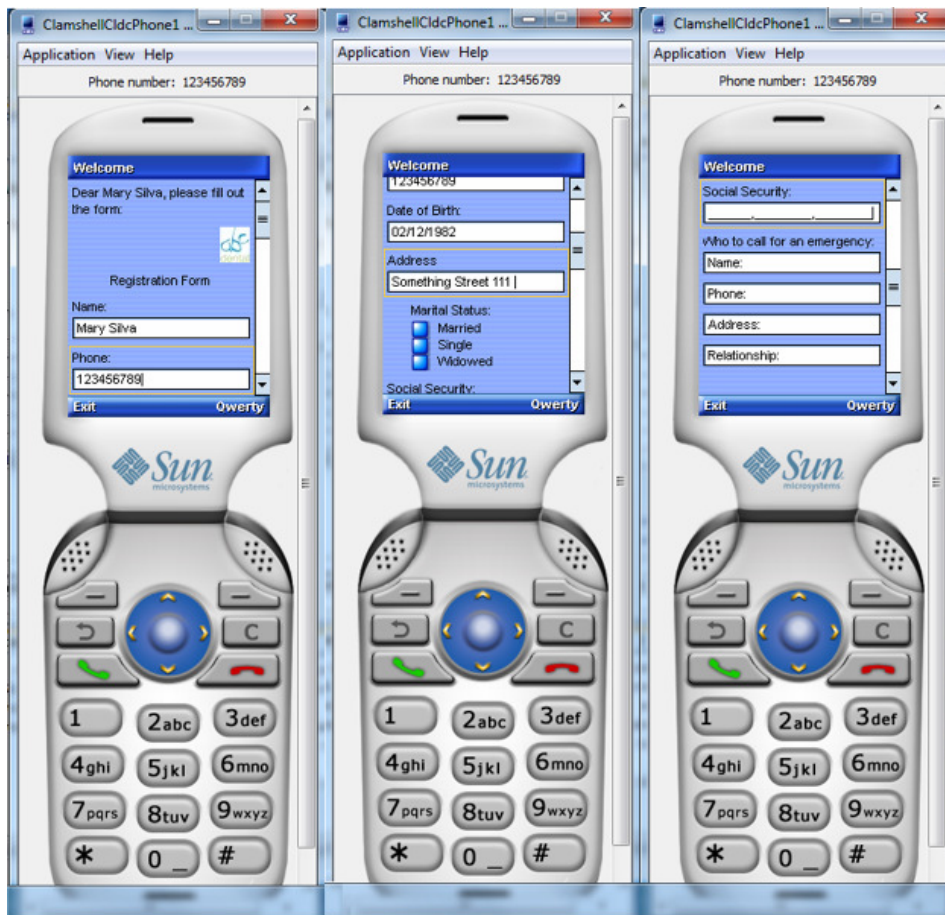 ClamshellCldcPhone1 ...
Application View Help
Phone number: 123456789
Welcome
Dear Mary Silva, please fill out
the form:
abc
dental
Registration Form
Name:
Mary Silva
Phone:
123456789
Exit Qwerty
Sun
microsystems
C
1 2abc 3def
4ghi 5jkl 6mno
7pqrs 8tuv 9wxyz
* 0 _ #
ClamshellCldcPhone1 ...
Application View Help
Phone number: 123456789
Welcome
123456789
Date of Birth:
02/12/1982
Address
Something Street 111
Marital Status:
Married
Single
Widowed
Social Security:
Exit Qwerty
Sun
microsystems
C
1 2abc 3def
4ghi 5jkl 6mno
7pqrs 8tuv 9wxyz
* 0 _ #
ClamshellCldcPhone1 ...
Application View Help
Phone number: 123456789
Welcome
Social Security:
Who to call for an emergency:
Name:
Phone:
Address:
Relationship:
Exit Qwerty
Sun
microsystems
C
1 2abc 3def
4ghi 5jkl 6mno
7pqrs 8tuv 9wxyz
* 0 _ #